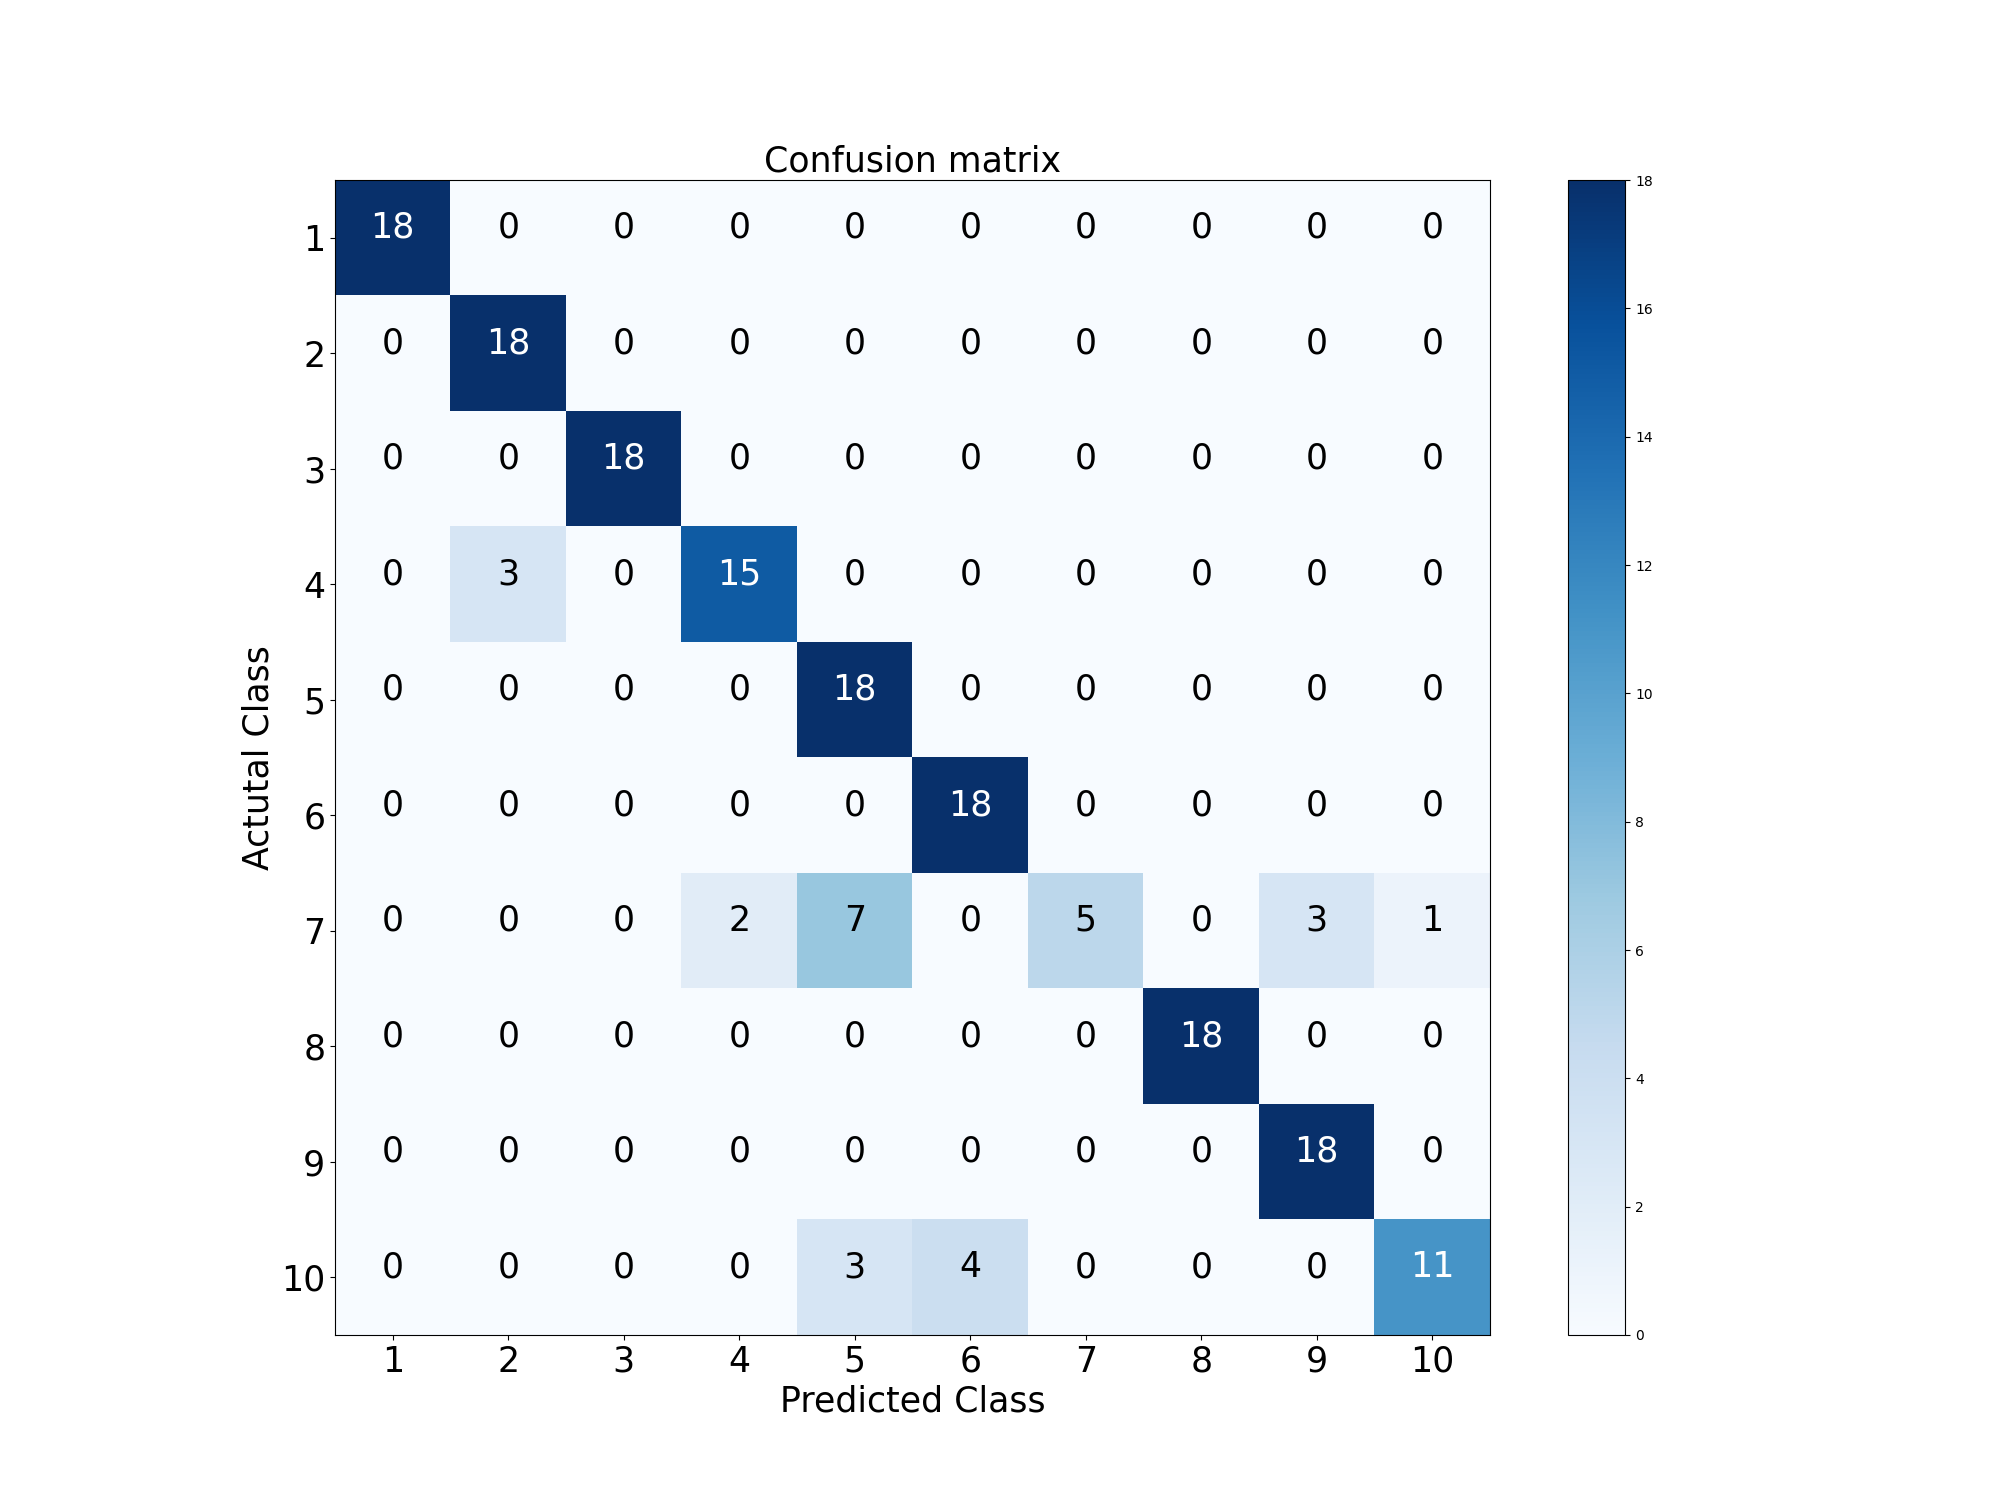 Confusion matrix
1 18 0 0 0 0 0 0 0 0 0
2 0 18 0 0 0 0 0 0 0 0
3 0 0 18 0 0 0 0 0 0 0
4 0 3 0 15 0 0 0 0 0 0
5 0 0 0 0 18 0 0 0 0 0
6 0 0 0 0 0 18 0 0 0 0
7 0 0 0 2 7 0 5 0 3 1
8 0 0 0 0 0 0 0 18 0 0
9 0 0 0 0 0 0 0 0 18 0
10 0 0 0 0 3 4 0 0 0 11
1 2 3 4 5 6 7 8 9 10
Predicted Class
Actutal Class
18
16
14
12
10
8
6
4
2
0